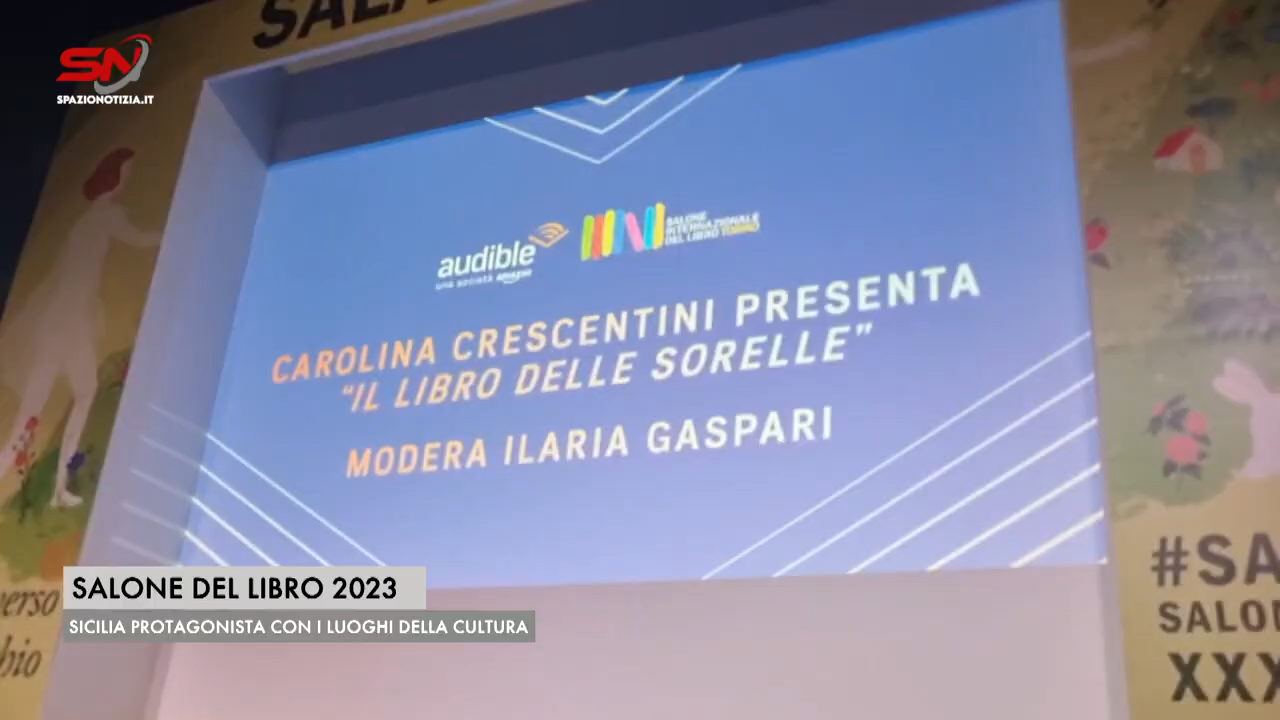 SN
SPAZIONOTIZIA.IT
audible
una società amazon
SALONE
INTERNAZIONALE
DEL LIBRO TORINO
CAROLINA CRESCENTINI PRESENTA
"IL LIBRO DELLE SORELLE"
MODERA ILARIA GASPARI
SALONE DEL LIBRO 2023
SICILIA PROTAGONISTA CON I LUOGHI DELLA CULTURA
#SA
SALO
XXX